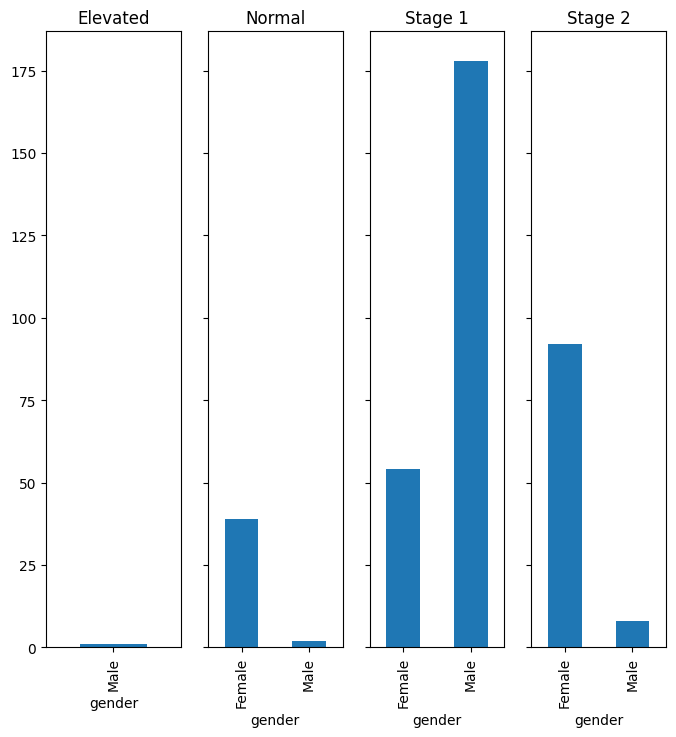 Elevated
Normal
Stage 1
Stage 2
175
150
125
100
75
50
25
0
Male
gender
Female
Male
gender
Female
Male
gender
Female
Male
gender